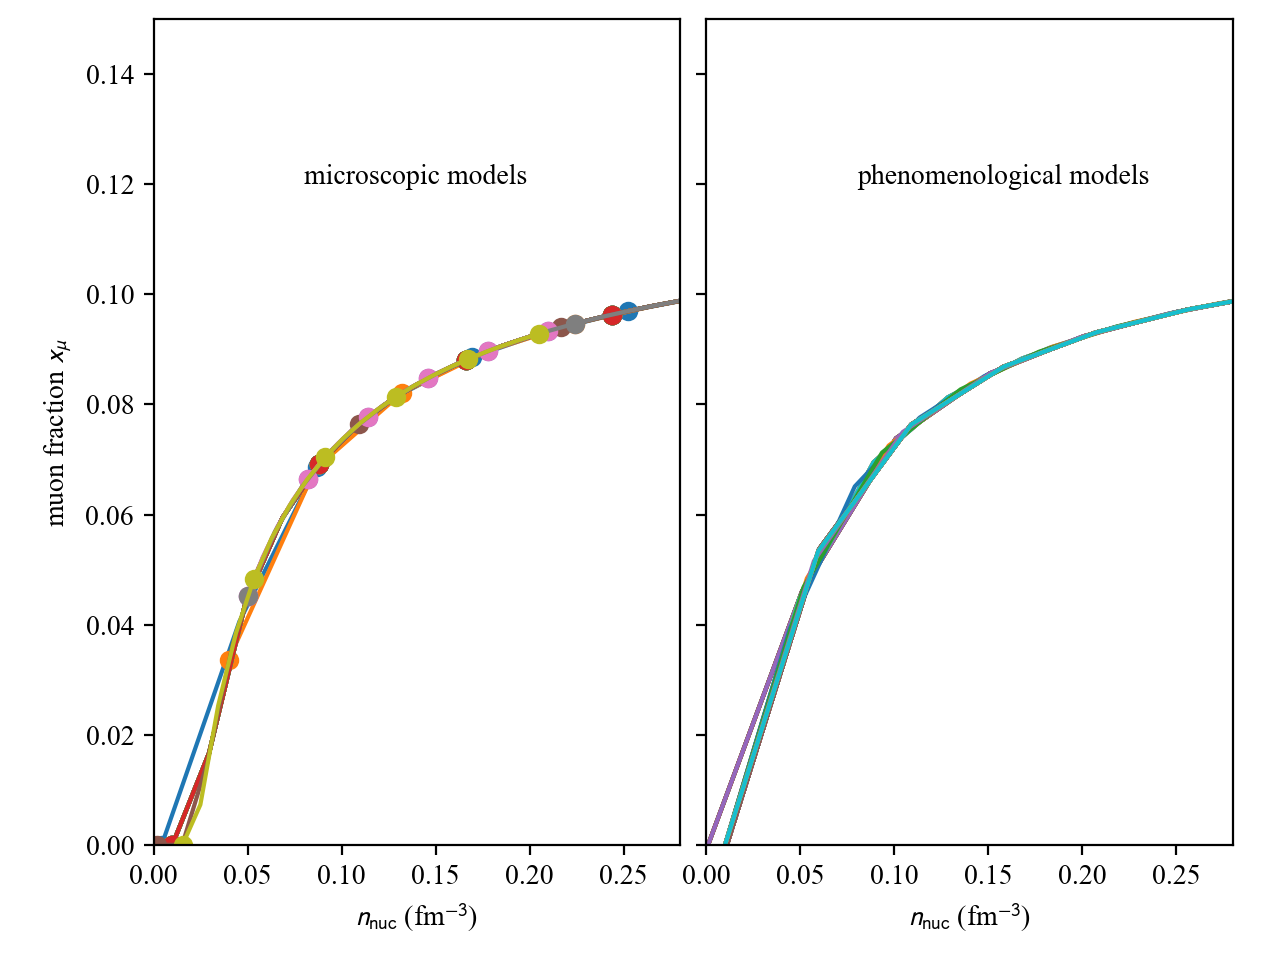 0.14
0.12
0.10
0.08
0.06
0.04
0.02
0.00
muon fraction xμ
microscopic models
0.00 0.05 0.10 0.15 0.20 0.25
n_nuc (fm⁻³)
phenomenological models
0.00 0.05 0.10 0.15 0.20 0.25
n_nuc (fm⁻³)